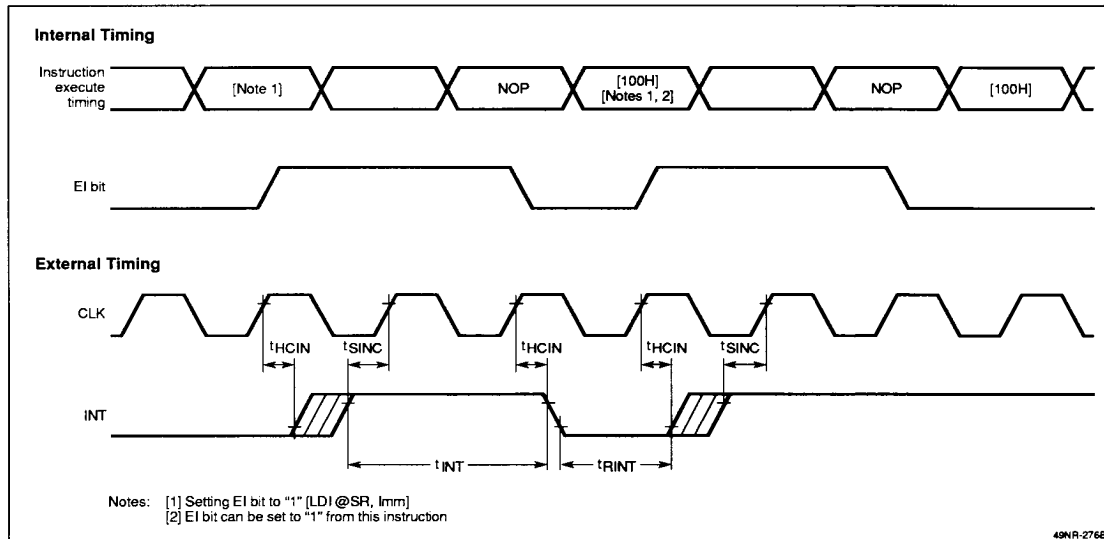 Internal Timing
Instruction
execute
timing
[Note 1]
NOP
[100H]
[Notes 1, 2]
NOP
[100H]
EI bit
External Timing
CLK
tHCIN
tSINC
tHCIN
tHCIN
tSINC
INT
tINT
tRINT
Notes: [1] Setting EI bit to "1" [LDI @SR, Imm]
[2] EI bit can be set to "1" from this instruction
49NR-276B